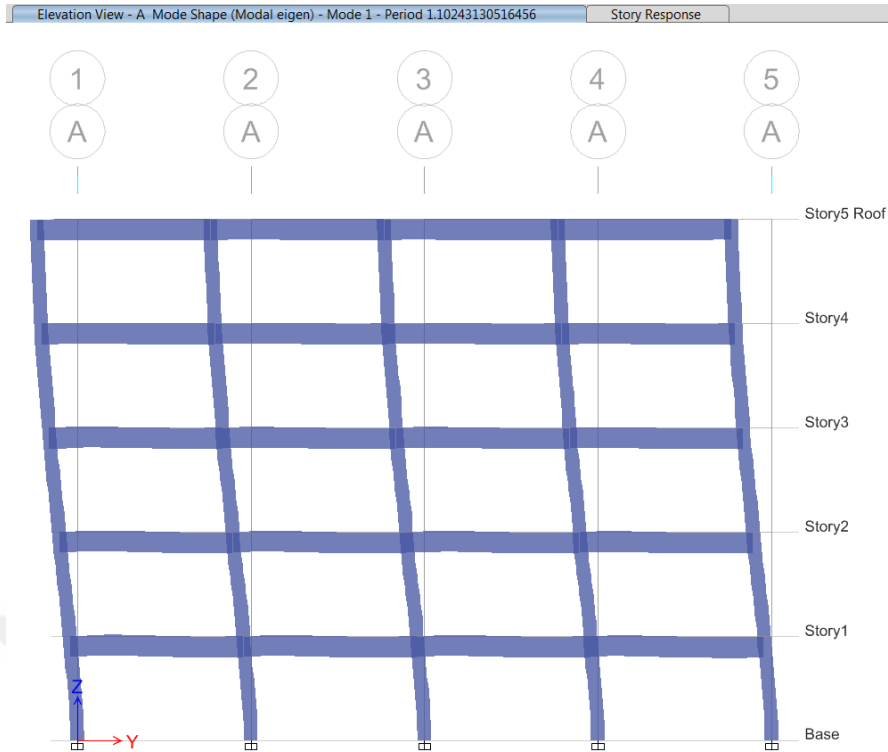 Elevation View - A  Mode Shape (Modal eigen) - Mode 1 - Period 1.10243130516456
Story Response
1 2 3 4 5
A A A A A
Story5 Roof
Story4
Story3
Story2
Story1
Z
Y
Base